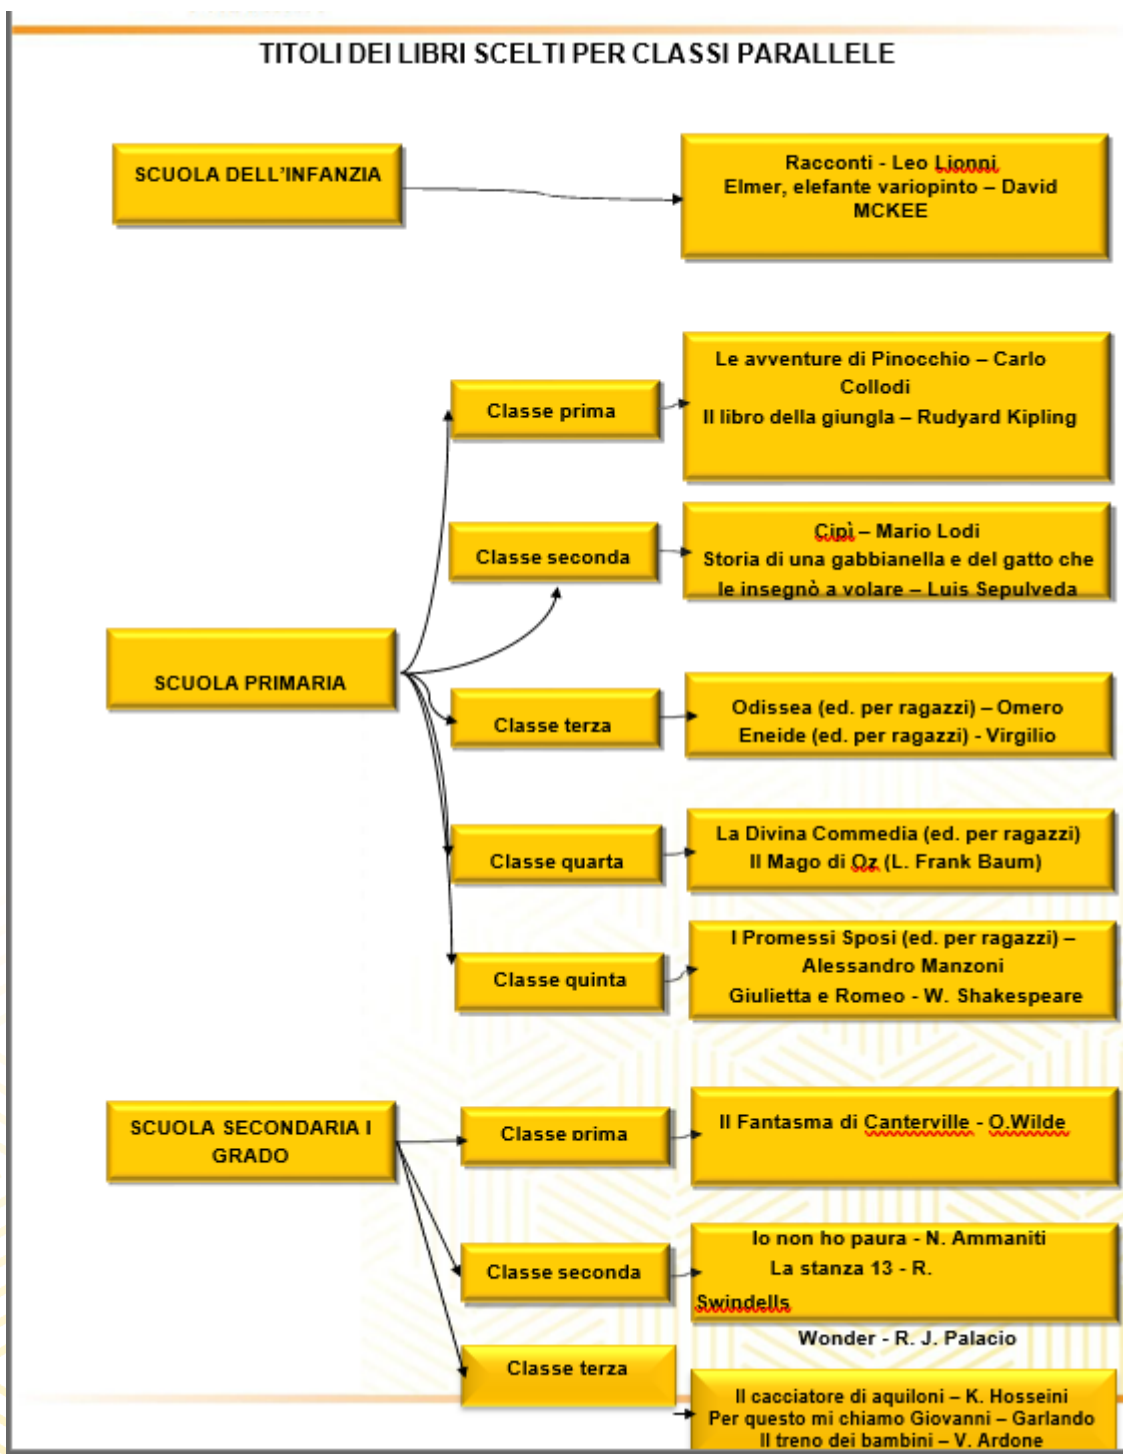 TITOLI DEI LIBRI SCELTI PER CLASSI PARALLELE
SCUOLA DELL'INFANZIA
Racconti - Leo Lionni
Elmer, elefante variopinto – David
MCKEE
SCUOLA PRIMARIA
Classe prima
Le avventure di Pinocchio – Carlo
Collodi
Il libro della giungla – Rudyard Kipling
Classe seconda
Cipì – Mario Lodi
Storia di una gabbianella e del gatto che
le insegnò a volare – Luis Sepulveda
Classe terza
Odissea (ed. per ragazzi) – Omero
Eneide (ed. per ragazzi) - Virgilio
Classe quarta
La Divina Commedia (ed. per ragazzi)
Il Mago di Oz (L. Frank Baum)
Classe quinta
I Promessi Sposi (ed. per ragazzi) –
Alessandro Manzoni
Giulietta e Romeo - W. Shakespeare
SCUOLA SECONDARIA I
GRADO
Classe prima
Il Fantasma di Canterville - O.Wilde
Classe seconda
Io non ho paura - N. Ammaniti
La stanza 13 - R.
Swindells
Wonder - R. J. Palacio
Classe terza
Il cacciatore di aquiloni – K. Hosseini
Per questo mi chiamo Giovanni – Garlando
Il treno dei bambini – V. Ardone